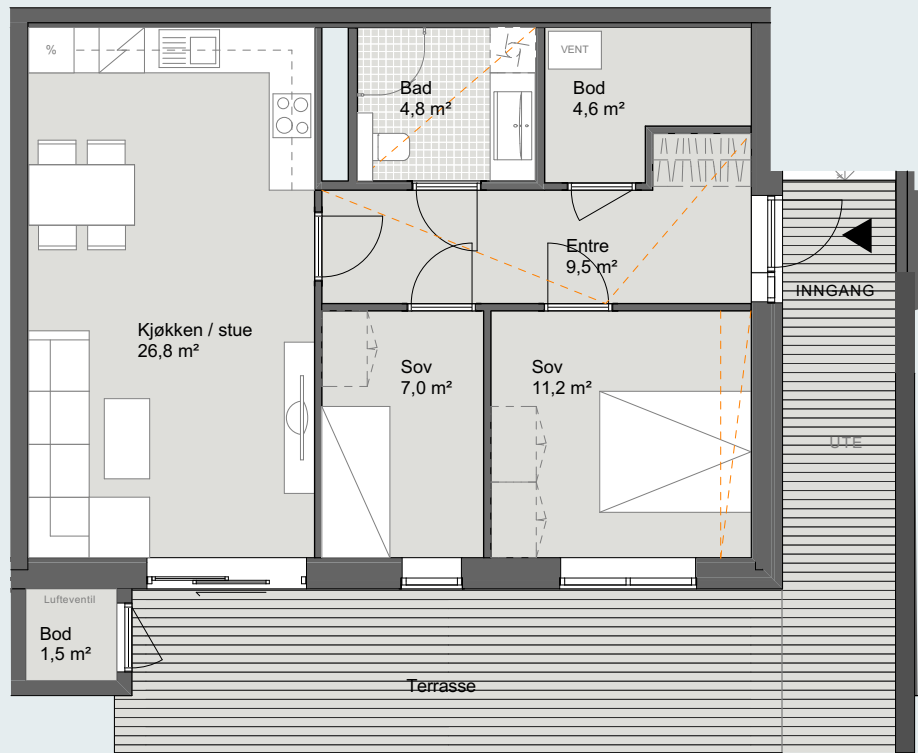 %
Bad
4,8 m²
VENT
Bod
4,6 m²
Entre
9,5 m²
INNGANG
Kjøkken / stue
26,8 m²
Sov
7,0 m²
Sov
11,2 m²
UTE
Lufteventil
Bod
1,5 m²
Terrasse